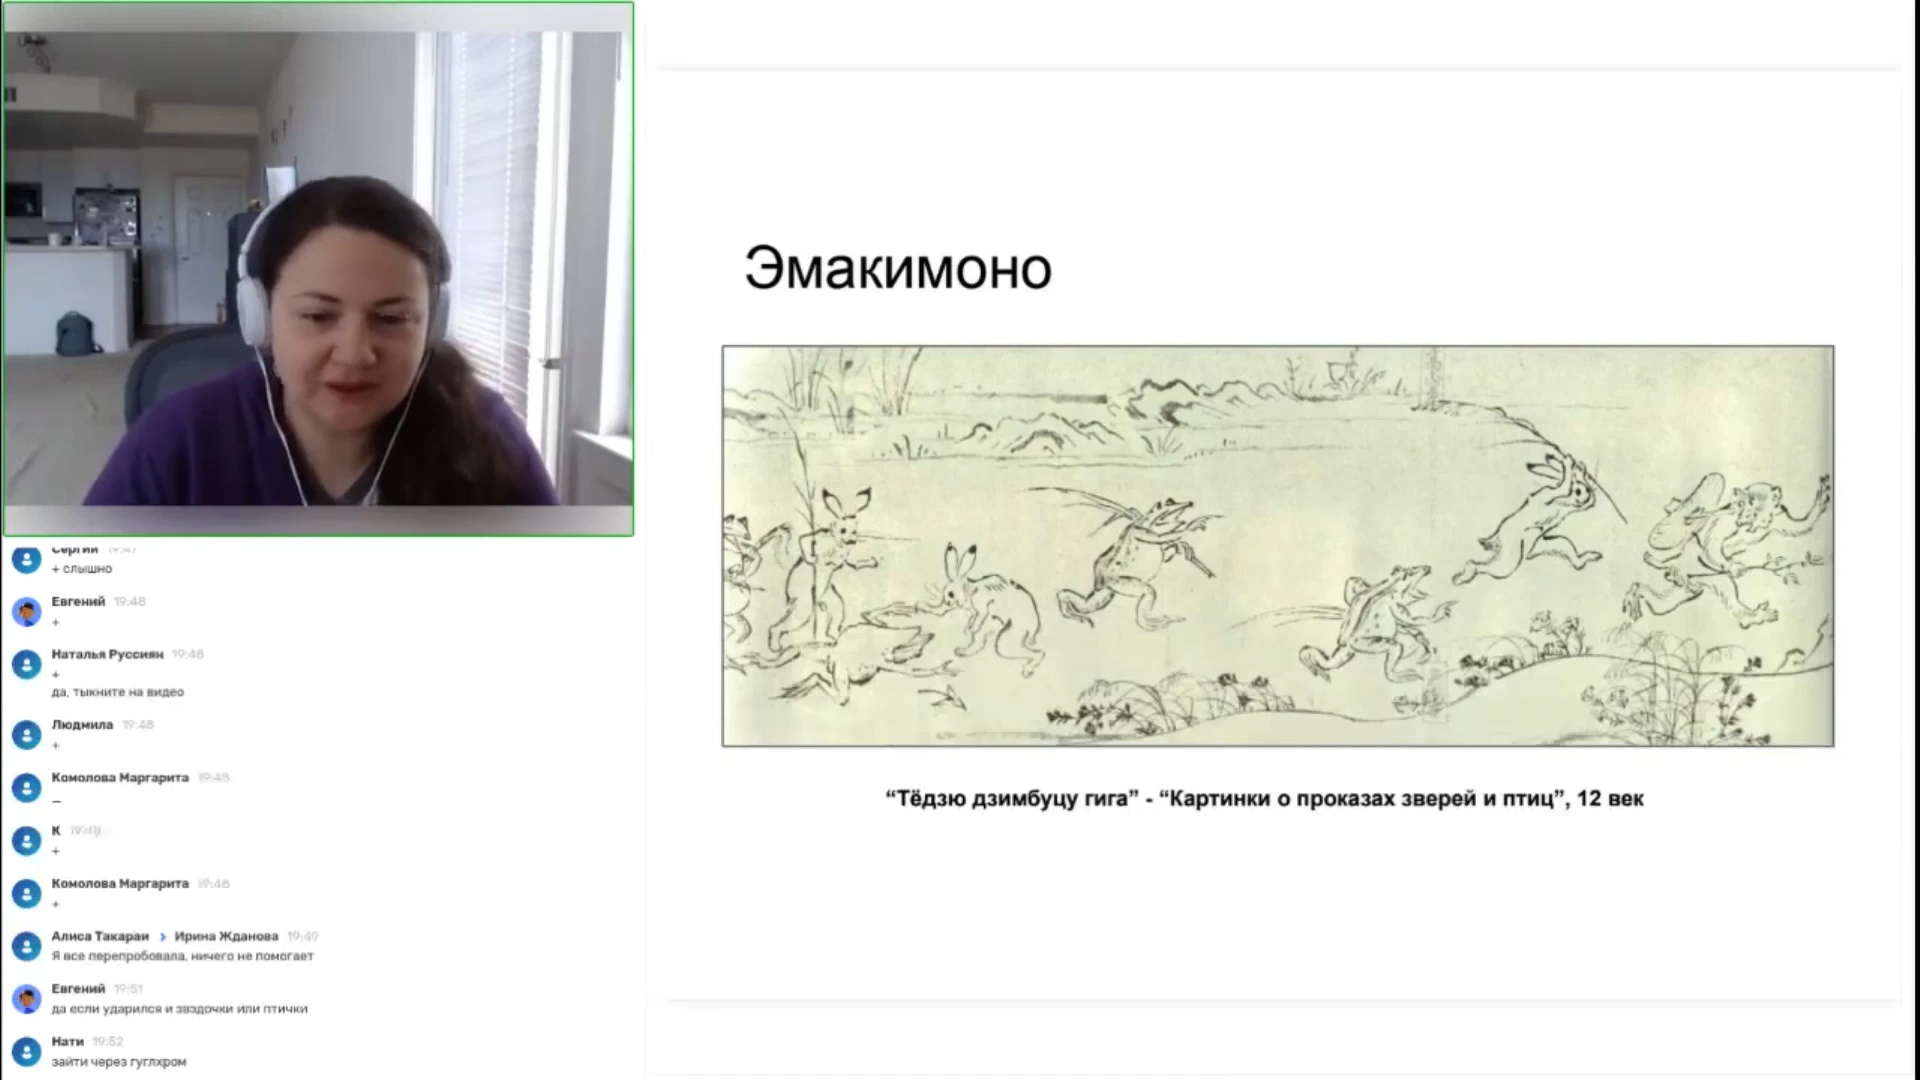 Сергий 19:47
+ слышно
Евгений 19:48
+
Наталья Руссиян 19:48
+
да, тыкните на видео
Людмила 19:48
+
Комолова Маргарита 19:48
–
К
+
Комолова Маргарита 19:48
+
Алиса Такараи > Ирина Жданова 19:49
Я все перепробовала, ничего не помогает
Евгений 19:51
да если ударился и звздочки или птички
Нати 19:52
зайти через гуглхром
Эмакимоно
“Тёдзю дзимбуцу гига” - “Картинки о проказах зверей и птиц”, 12 век